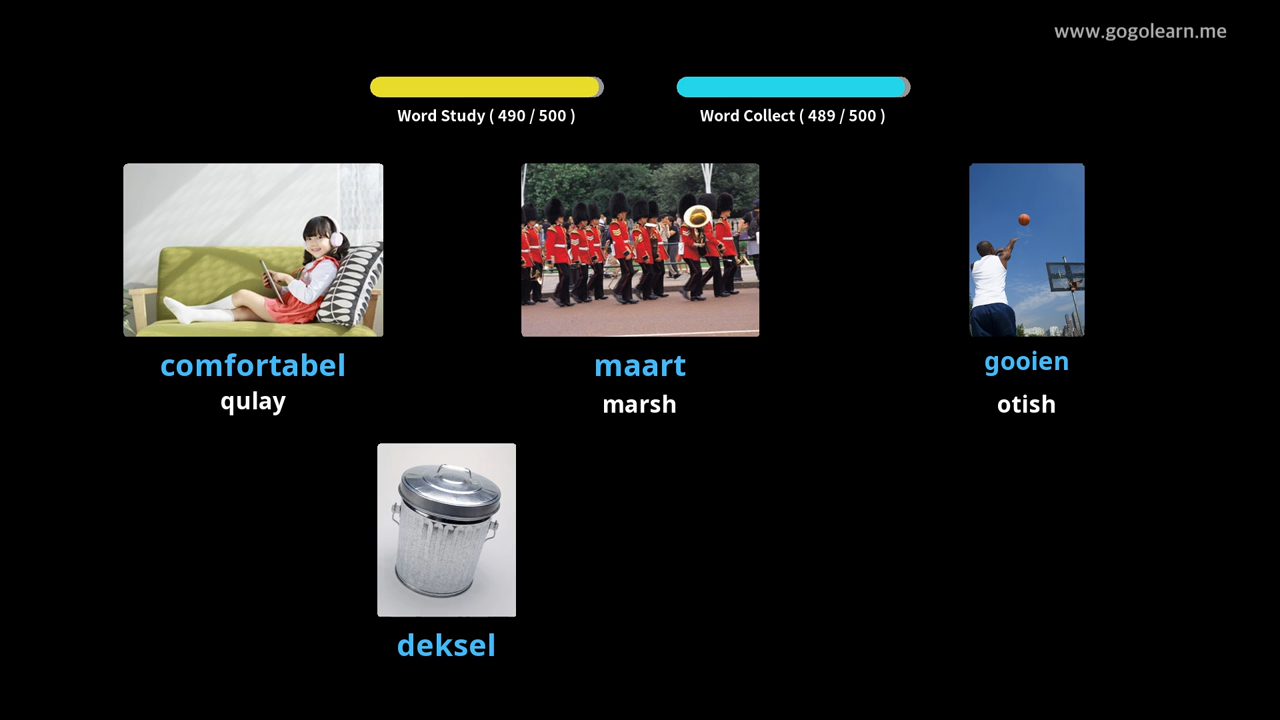 www.gogolearn.me
Word Study ( 490 / 500 )
Word Collect ( 489 / 500 )
comfortabel
qulay
maart
marsh
gooien
otish
deksel